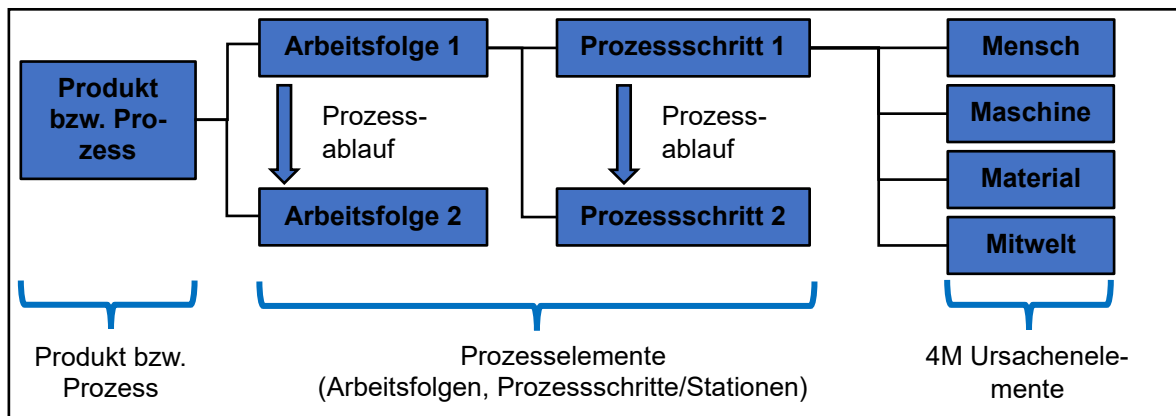 Produkt
bzw. Pro-
zess
Arbeitsfolge 1
Prozess-
ablauf
Arbeitsfolge 2
Prozessschritt 1
Prozess-
ablauf
Prozessschritt 2
Mensch
Maschine
Material
Mitwelt
Produkt bzw.
Prozess
Prozesselemente
(Arbeitsfolgen, Prozessschritte/Stationen)
4M Ursachenele-
mente